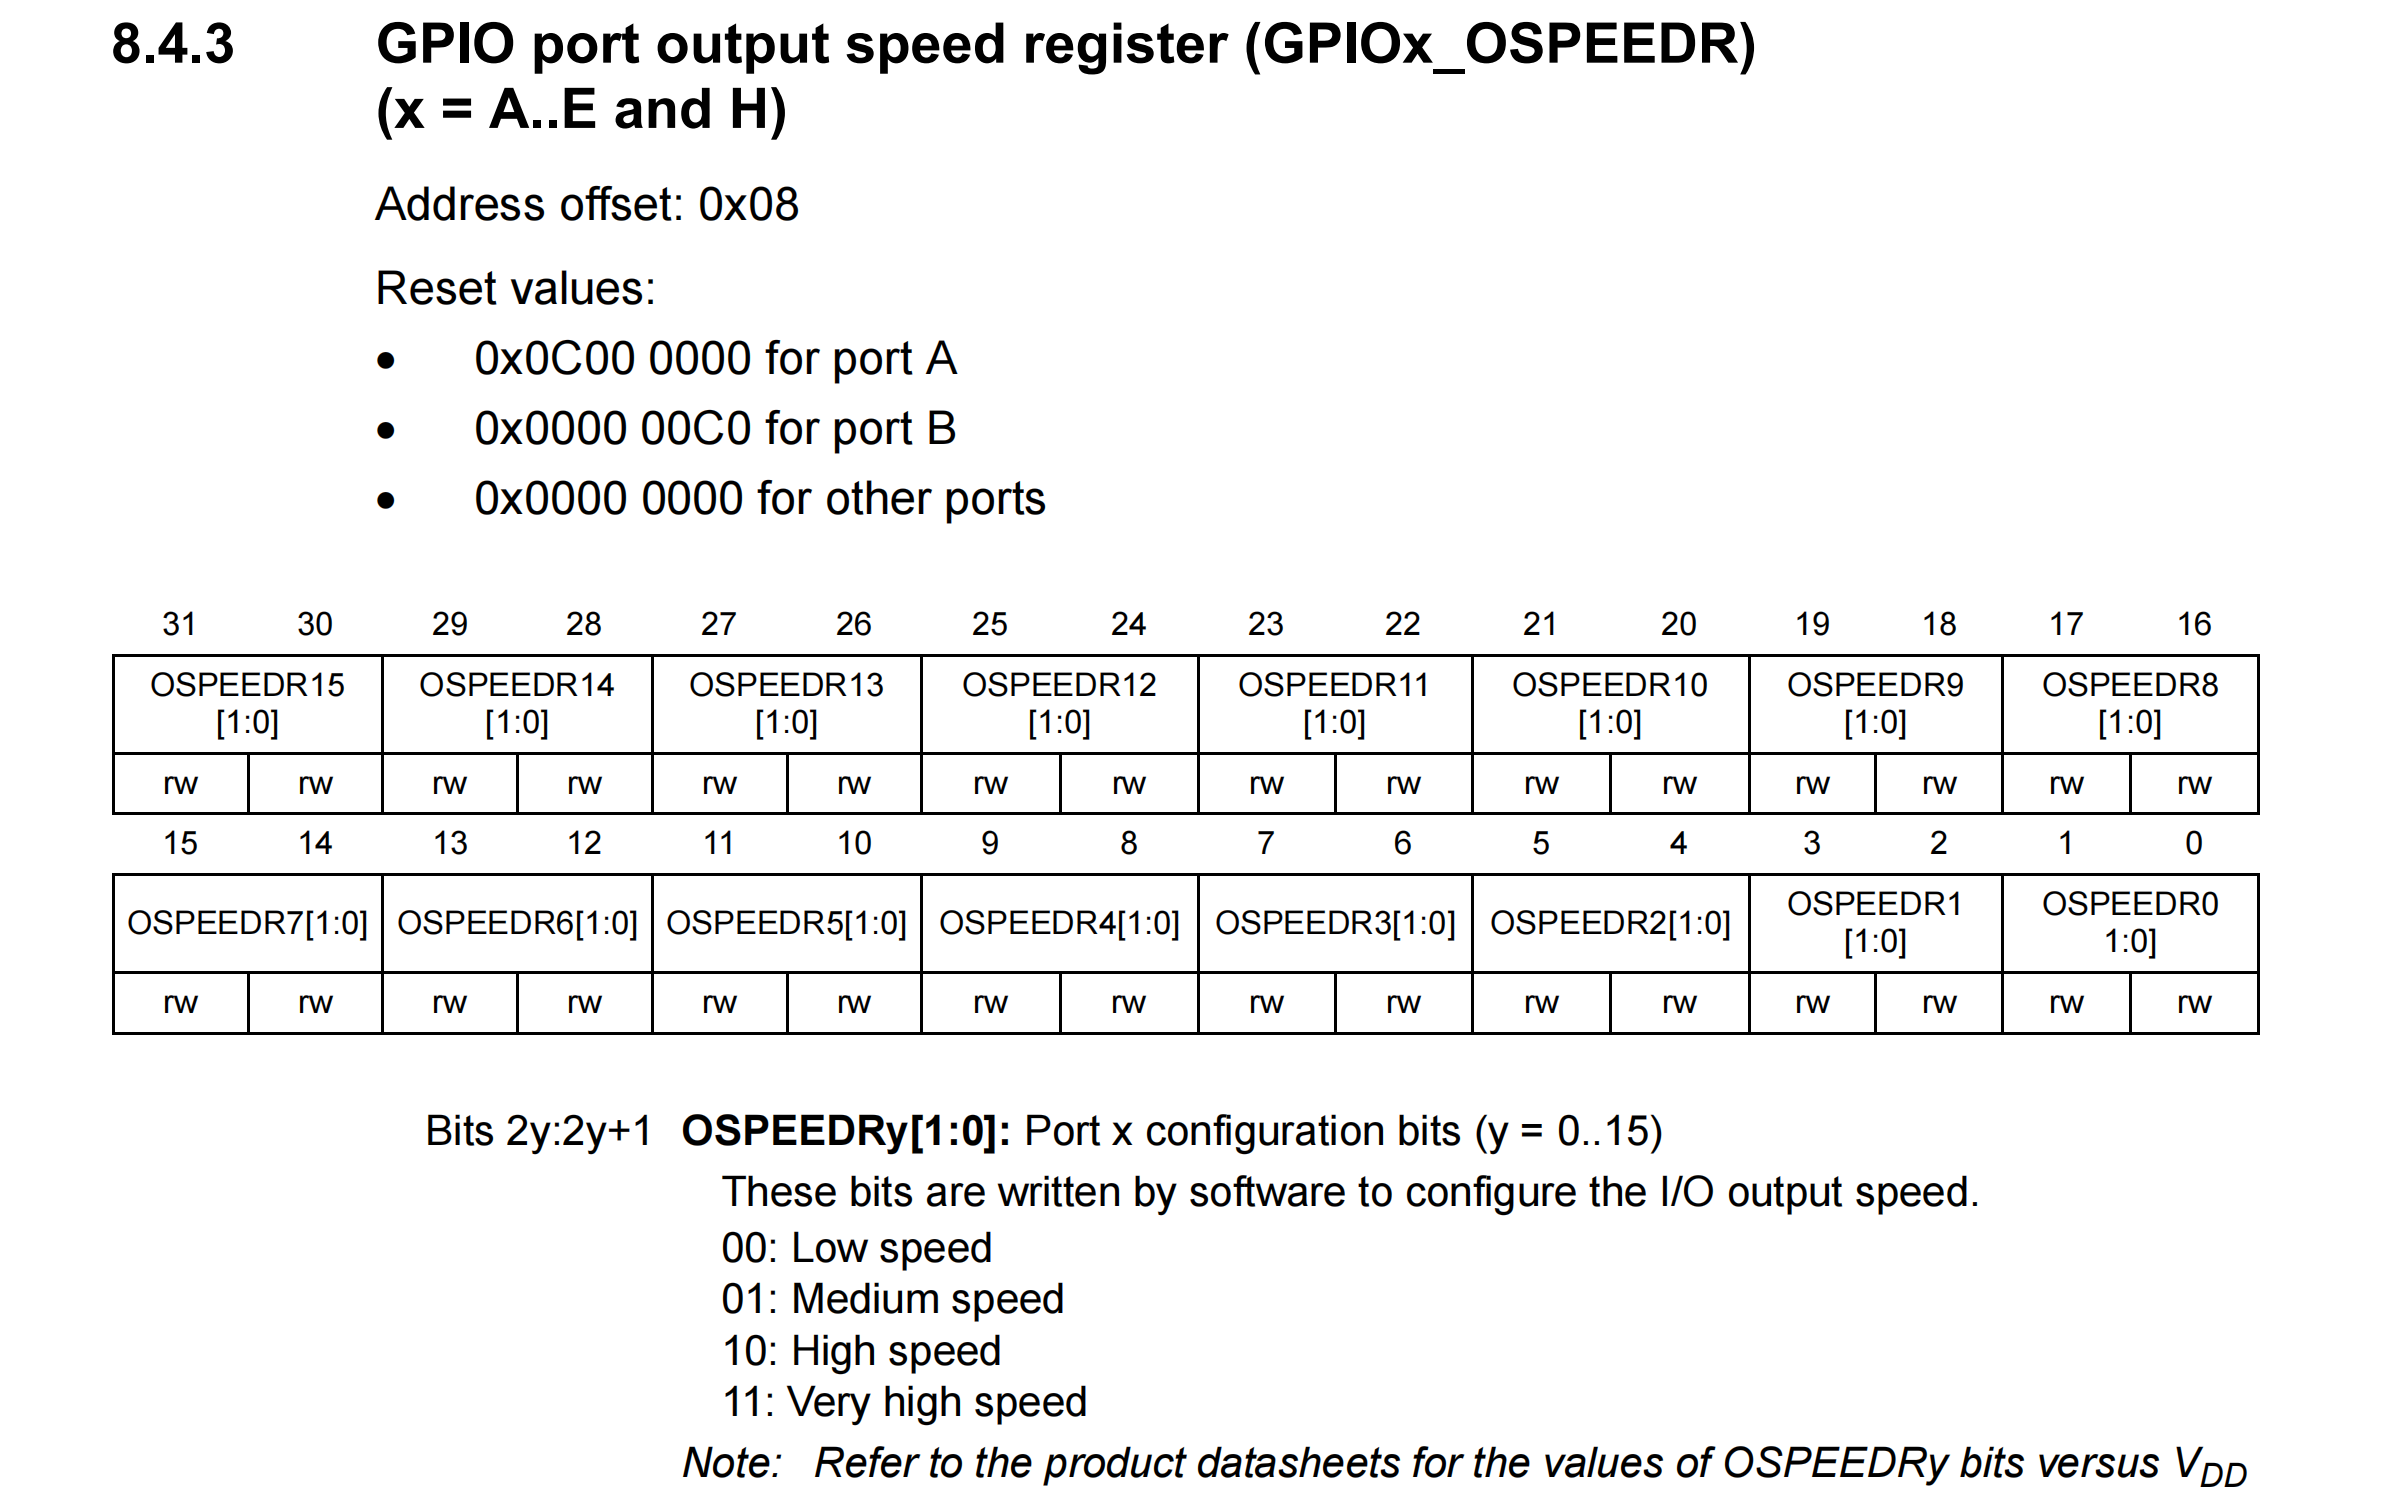 8.4.3 GPIO port output speed register (GPIOx_OSPEEDR)
(x = A..E and H)
Address offset: 0x08
Reset values:
• 0x0C00 0000 for port A
• 0x0000 00C0 for port B
• 0x0000 0000 for other ports
31 30 29 28 27 26 25 24 23 22 21 20 19 18 17 16
OSPEEDR15 OSPEEDR14 OSPEEDR13 OSPEEDR12 OSPEEDR11 OSPEEDR10 OSPEEDR9 OSPEEDR8
[1:0] [1:0] [1:0] [1:0] [1:0] [1:0] [1:0] [1:0]
rw rw rw rw rw rw rw rw rw rw rw rw rw rw rw rw
15 14 13 12 11 10 9 8 7 6 5 4 3 2 1 0
OSPEEDR7[1:0] OSPEEDR6[1:0] OSPEEDR5[1:0] OSPEEDR4[1:0] OSPEEDR3[1:0] OSPEEDR2[1:0] OSPEEDR1 OSPEEDR0
[1:0] 1:0]
rw rw rw rw rw rw rw rw rw rw rw rw rw rw rw rw
Bits 2y:2y+1 OSPEEDRy[1:0]: Port x configuration bits (y = 0..15)
These bits are written by software to configure the I/O output speed.
00: Low speed
01: Medium speed
10: High speed
11: Very high speed
Note: Refer to the product datasheets for the values of OSPEEDRy bits versus VDD